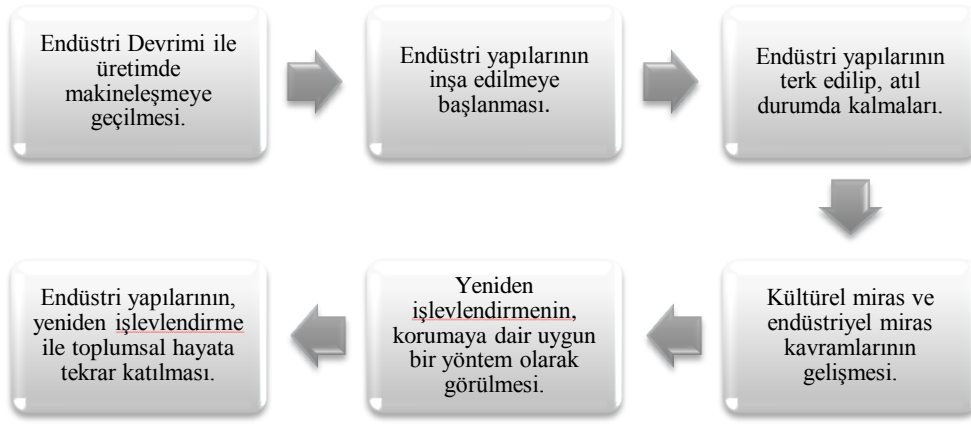 Endüstri Devrimi ile
üretimde
makineleşmeye
geçilmesi.
Endüstri yapılarının
inşa edilmeye
başlanması.
Endüstri yapılarının
terk edilip, atıl
durumda kalmaları.
Kültürel miras ve
endüstriyel miras
kavramlarının
gelişmesi.
Yeniden
işlevlendirmenin,
korumaya dair uygun
bir yöntem olarak
görülmesi.
Endüstri yapılarının,
yeniden işlevlendirme
ile toplumsal hayata
tekrar katılması.